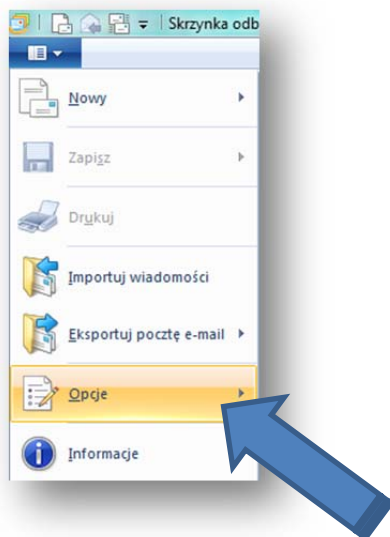 Skrzynka odb
Nowy
Zapisz
Drukuj
Importuj wiadomości
Eksportuj pocztę e-mail
Opcje
Informacje